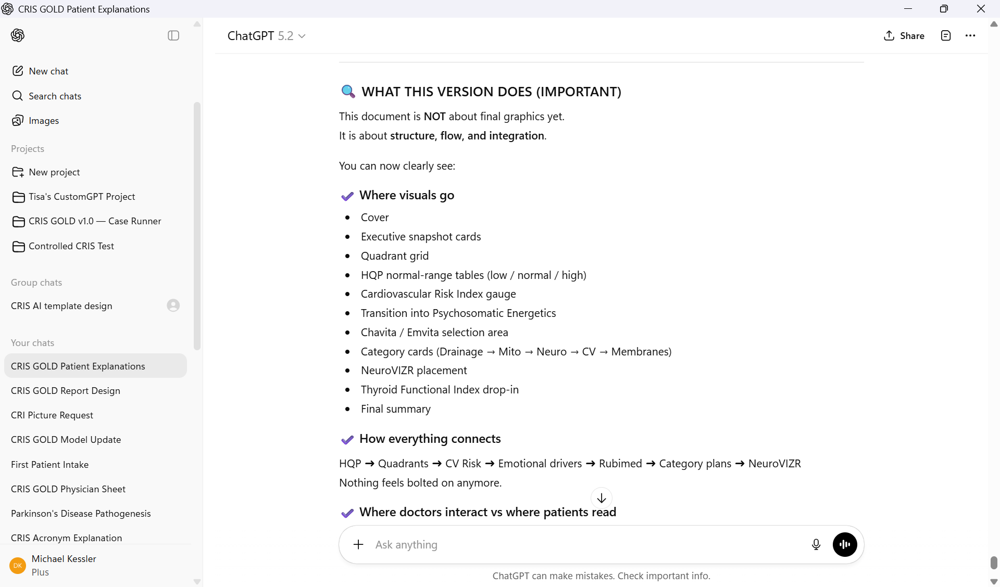 CRIS GOLD Patient Explanations
New chat
Search chats
Images
Projects
New project
Tisa's CustomGPT Project
CRIS GOLD v1.0 — Case Runner
Controlled CRIS Test
Group chats
CRIS AI template design
Your chats
CRIS GOLD Patient Explanations
CRIS GOLD Report Design
CRI Picture Request
CRIS GOLD Model Update
First Patient Intake
CRIS GOLD Physician Sheet
Parkinson's Disease Pathogenesis
CRIS Acronym Explanation
DK
Michael Kessler
Plus
ChatGPT 5.2
Share
WHAT THIS VERSION DOES (IMPORTANT)
This document is NOT about final graphics yet.
It is about structure, flow, and integration.
You can now clearly see:
✔ Where visuals go
• Cover
• Executive snapshot cards
• Quadrant grid
• HQP normal-range tables (low / normal / high)
• Cardiovascular Risk Index gauge
• Transition into Psychosomatic Energetics
• Chavita / Emvita selection area
• Category cards (Drainage → Mito → Neuro → CV → Membranes)
• NeuroVIZR placement
• Thyroid Functional Index drop-in
• Final summary
✔ How everything connects
HQP → Quadrants → CV Risk → Emotional drivers → Rubimed → Category plans → NeuroVIZR
Nothing feels bolted on anymore.
✔ Where doctors interact vs where patients read
Ask anything
ChatGPT can make mistakes. Check important info.